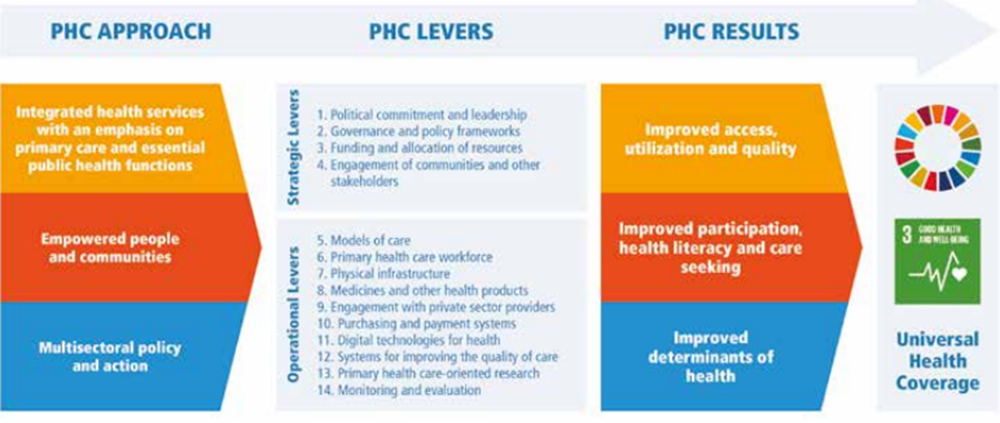 PHC APPROACH
PHC LEVERS
PHC RESULTS
Integrated health services
with an emphasis on
primary care and essential
public health functions
Empowered people
and communities
Multisectoral policy
and action
Strategic Levers
1. Political commitment and leadership
2. Governance and policy frameworks
3. Funding and allocation of resources
4. Engagement of communities and other
stakeholders
Operational Levers
5. Models of care
6. Primary health care workforce
7. Physical infrastructure
8. Medicines and other health products
9. Engagement with private sector providers
10. Purchasing and payment systems
11. Digital technologies for health
12. Systems for improving the quality of care
13. Primary health care-oriented research
14. Monitoring and evaluation
Improved access,
utilization and quality
Improved participation,
health literacy and care
seeking
Improved
determinants of
health
3 GOOD HEALTH
AND WELL-BEING
Universal
Health
Coverage